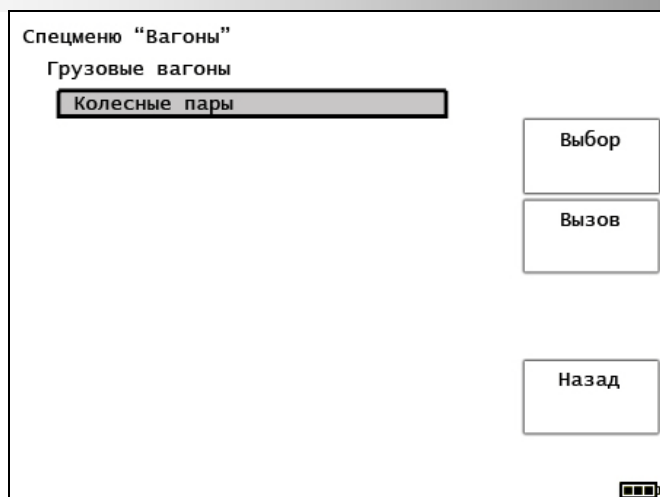 Спецменю “Вагоны”
Грузовые вагоны
Колесные пары
Выбор
Вызов
Назад